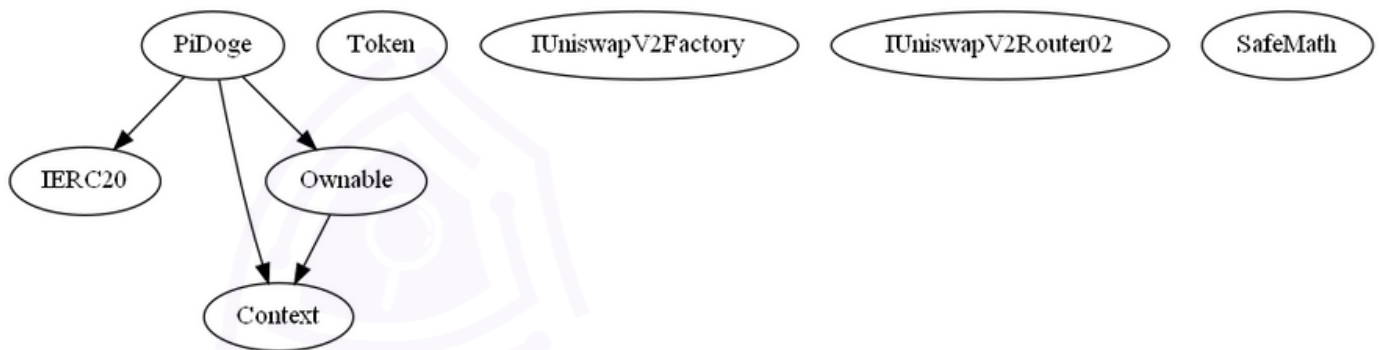 PiDoge
Token
IUniswapV2Factory
IUniswapV2Router02
SafeMath
IERC20
Ownable
Context